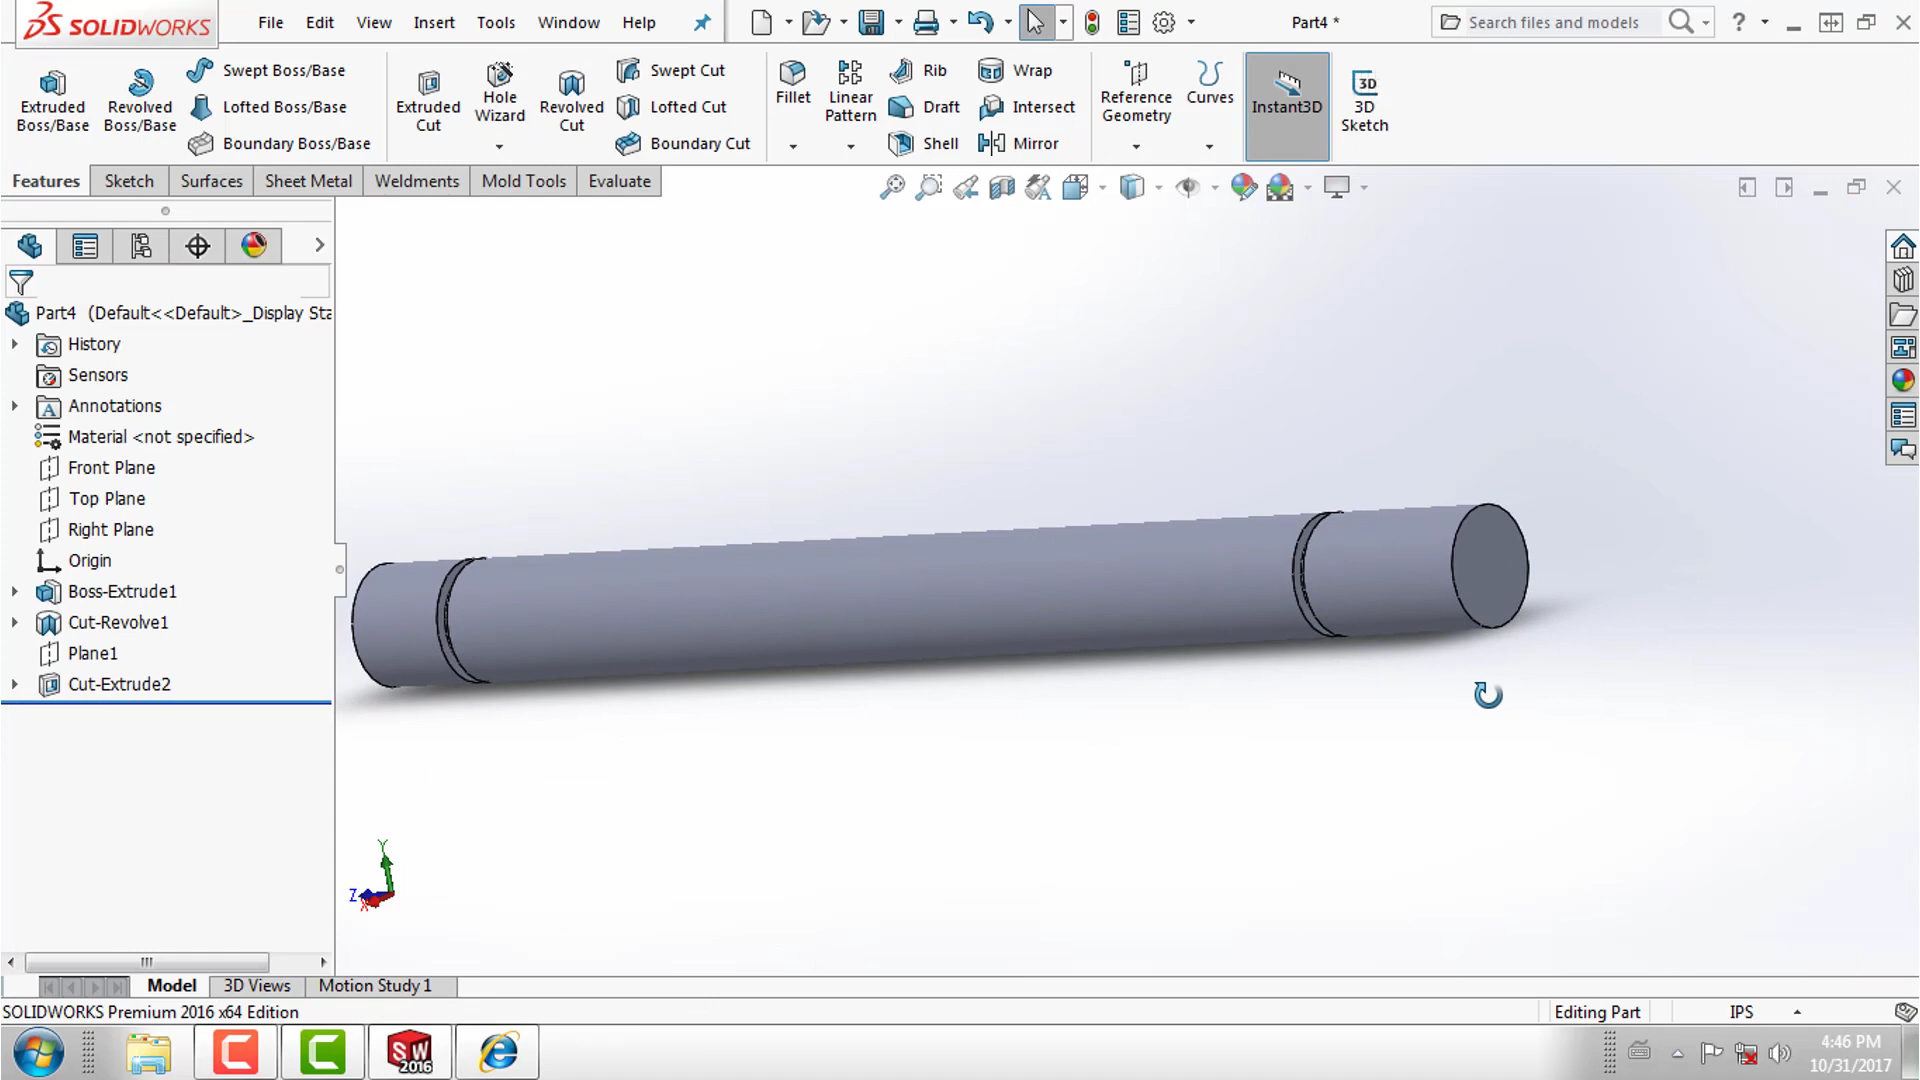 SOLIDWORKS File Edit View Insert Tools Window Help Part4 * Search files and models ?
Extruded Boss/Base
Revolved Boss/Base
Swept Boss/Base
Lofted Boss/Base
Boundary Boss/Base
Extruded Cut
Hole Wizard
Revolved Cut
Swept Cut
Lofted Cut
Boundary Cut
Fillet
Linear Pattern
Rib
Draft
Shell
Wrap
Intersect
Mirror
Reference Geometry
Curves
Instant3D
3D
3D Sketch
Features Sketch Surfaces Sheet Metal Weldments Mold Tools Evaluate
Part4 (Default<<Default>_Display Sta
History
Sensors
A Annotations
Material <not specified>
Front Plane
Top Plane
Right Plane
Origin
Boss-Extrude1
Cut-Revolve1
Plane1
Cut-Extrude2
Y
Z
X
Model 3D Views Motion Study 1
SOLIDWORKS Premium 2016 x64 Edition Editing Part IPS
SW 2016
4:46 PM
10/31/2017